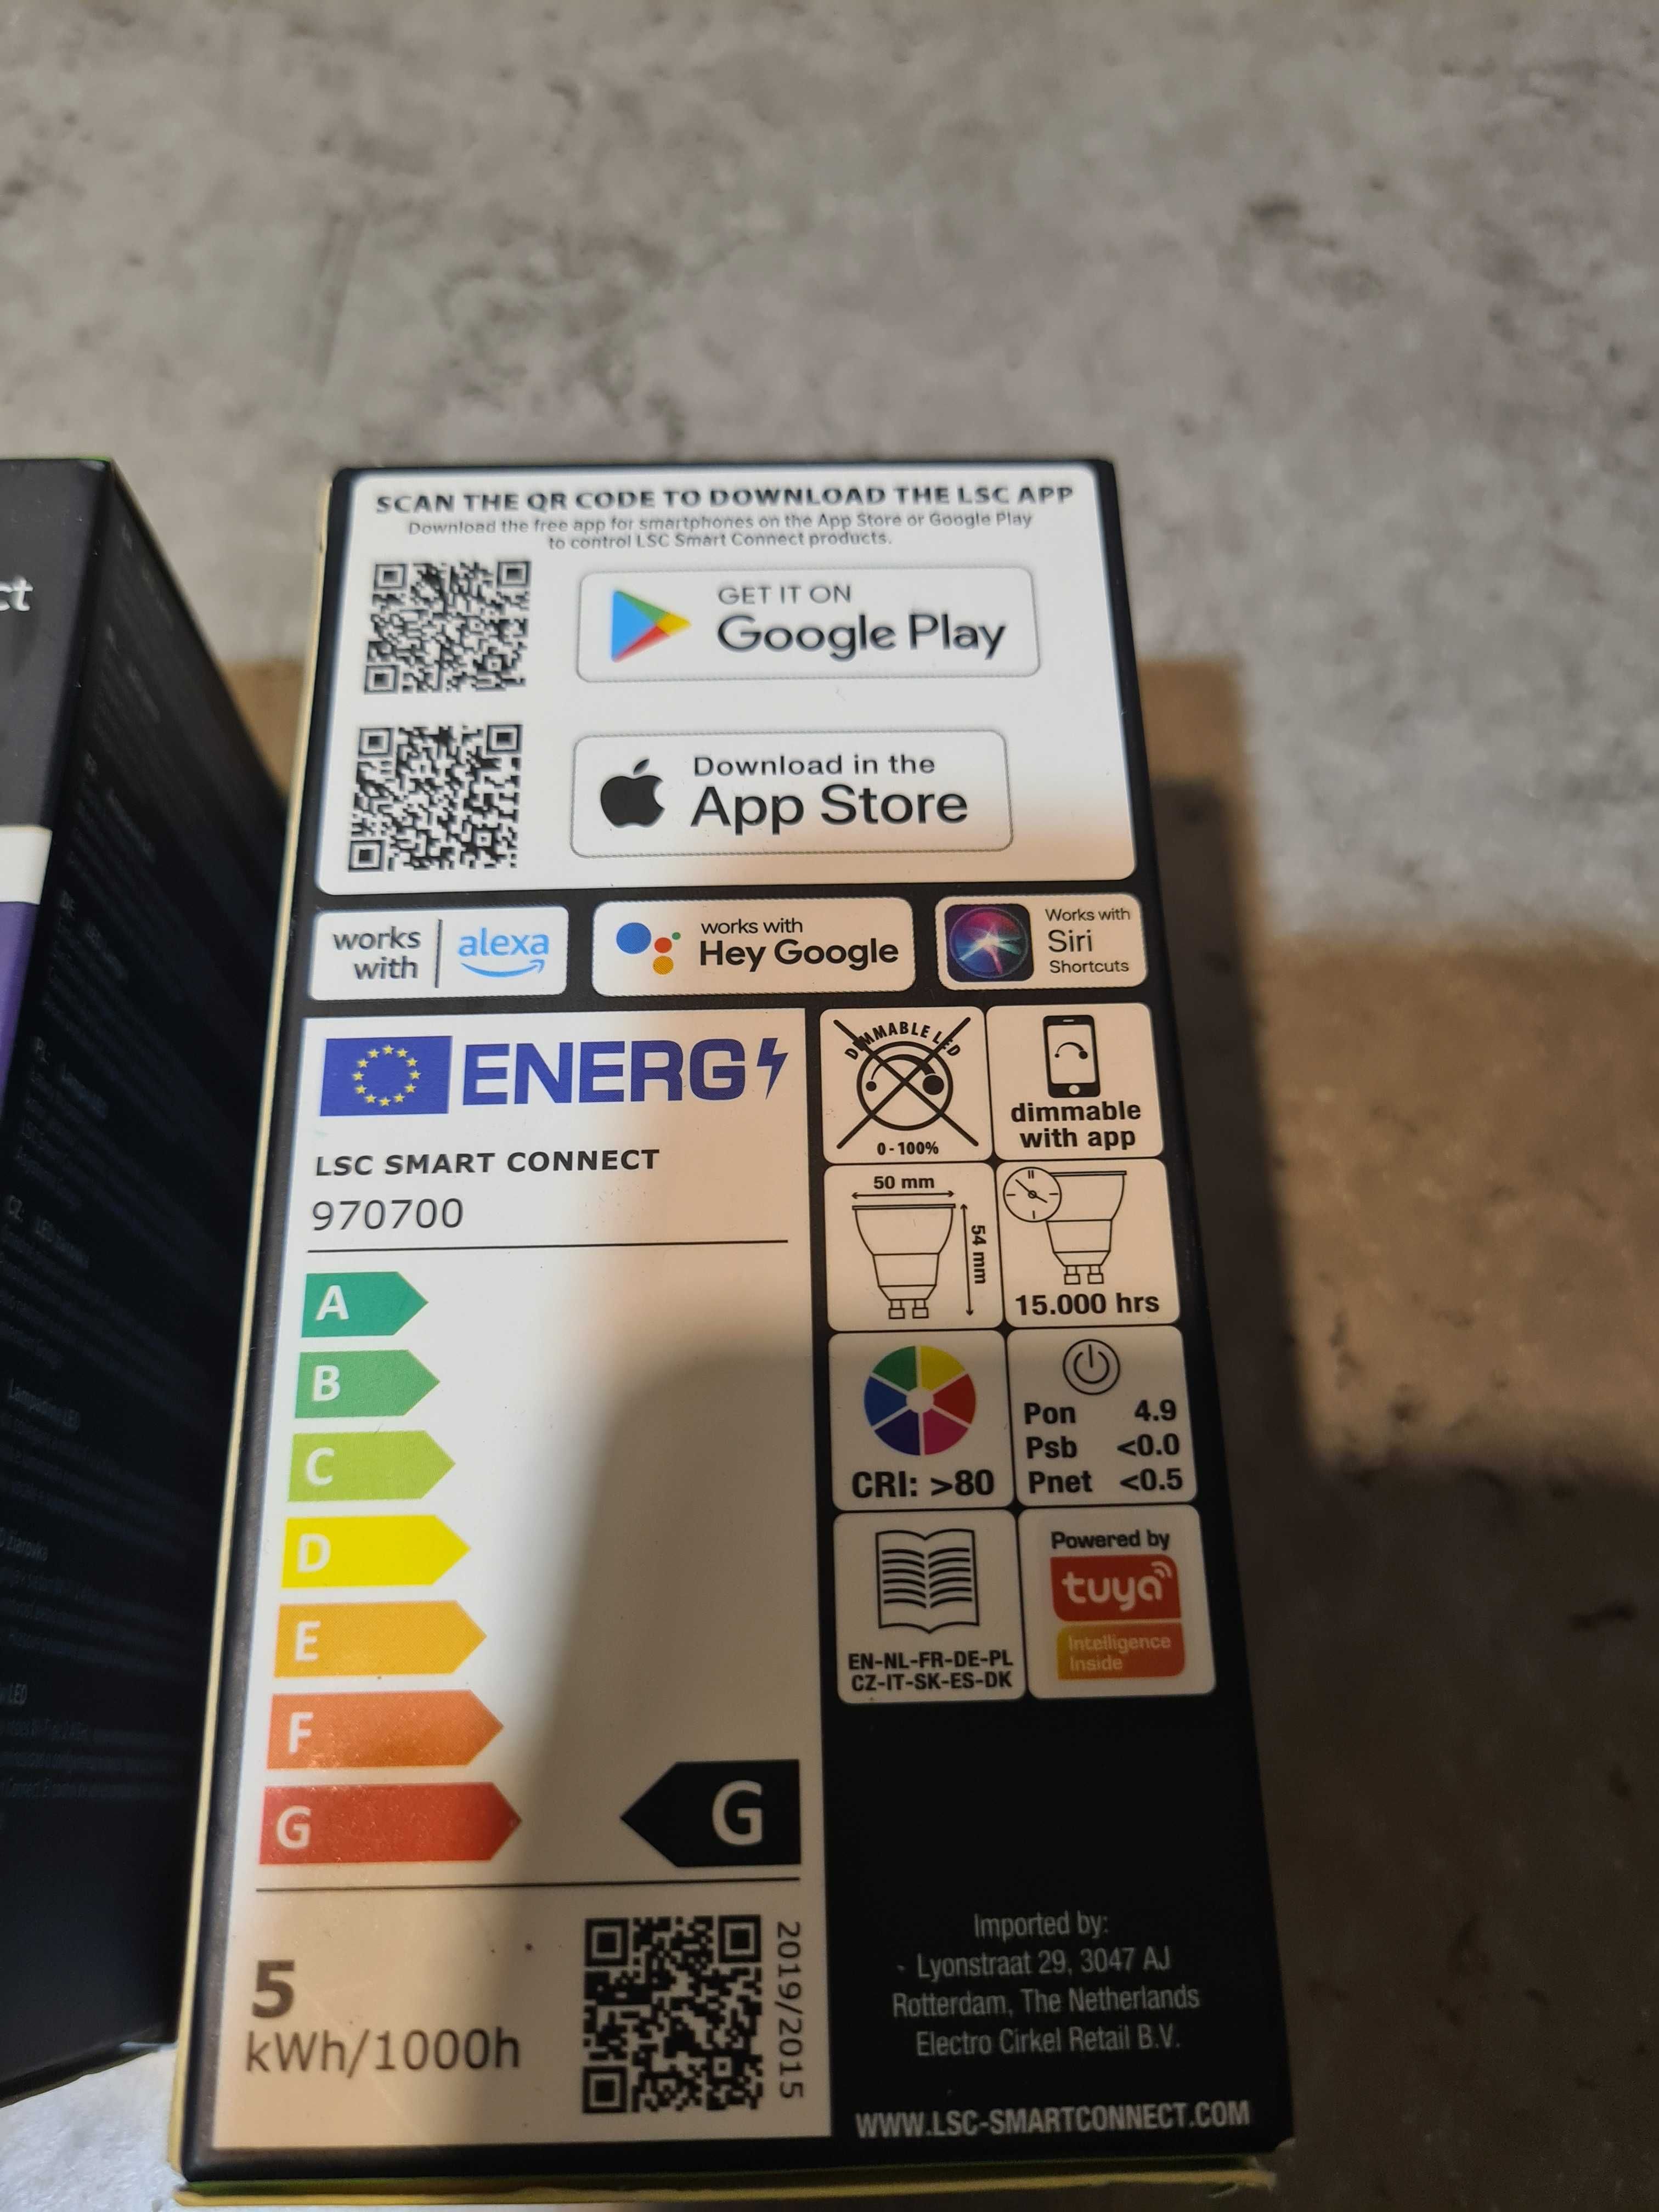 ct
SCAN THE QR CODE TO DOWNLOAD THE LSC APP
Download the free app for smartphones on the App Store or Google Play
to control LSC Smart Connect products.
GET IT ON
Google Play
Download in the
App Store
works
with
alexa
works with
Hey Google
Works with
Siri
Shortcuts
ENERG
LSC SMART CONNECT
970700
A
B
C
D
E
F
G
G
5
kWh/1000h
2019/2015
DIMMABLE LED
0-100%
dimmable
with app
50 mm
54 mm
15.000 hrs
CRI: >80
Pon 4.9
Psb <0.0
Pnet <0.5
EN-NL-FR-DE-PL
CZ-IT-SK-ES-DK
Powered by
tuya
Intelligence
Inside
Imported by:
- Lyonstraat 29, 3047 AJ
Rotterdam, The Netherlands
Electro Cirkel Retail B.V.
WWW.LSC-SMARTCONNECT.COM